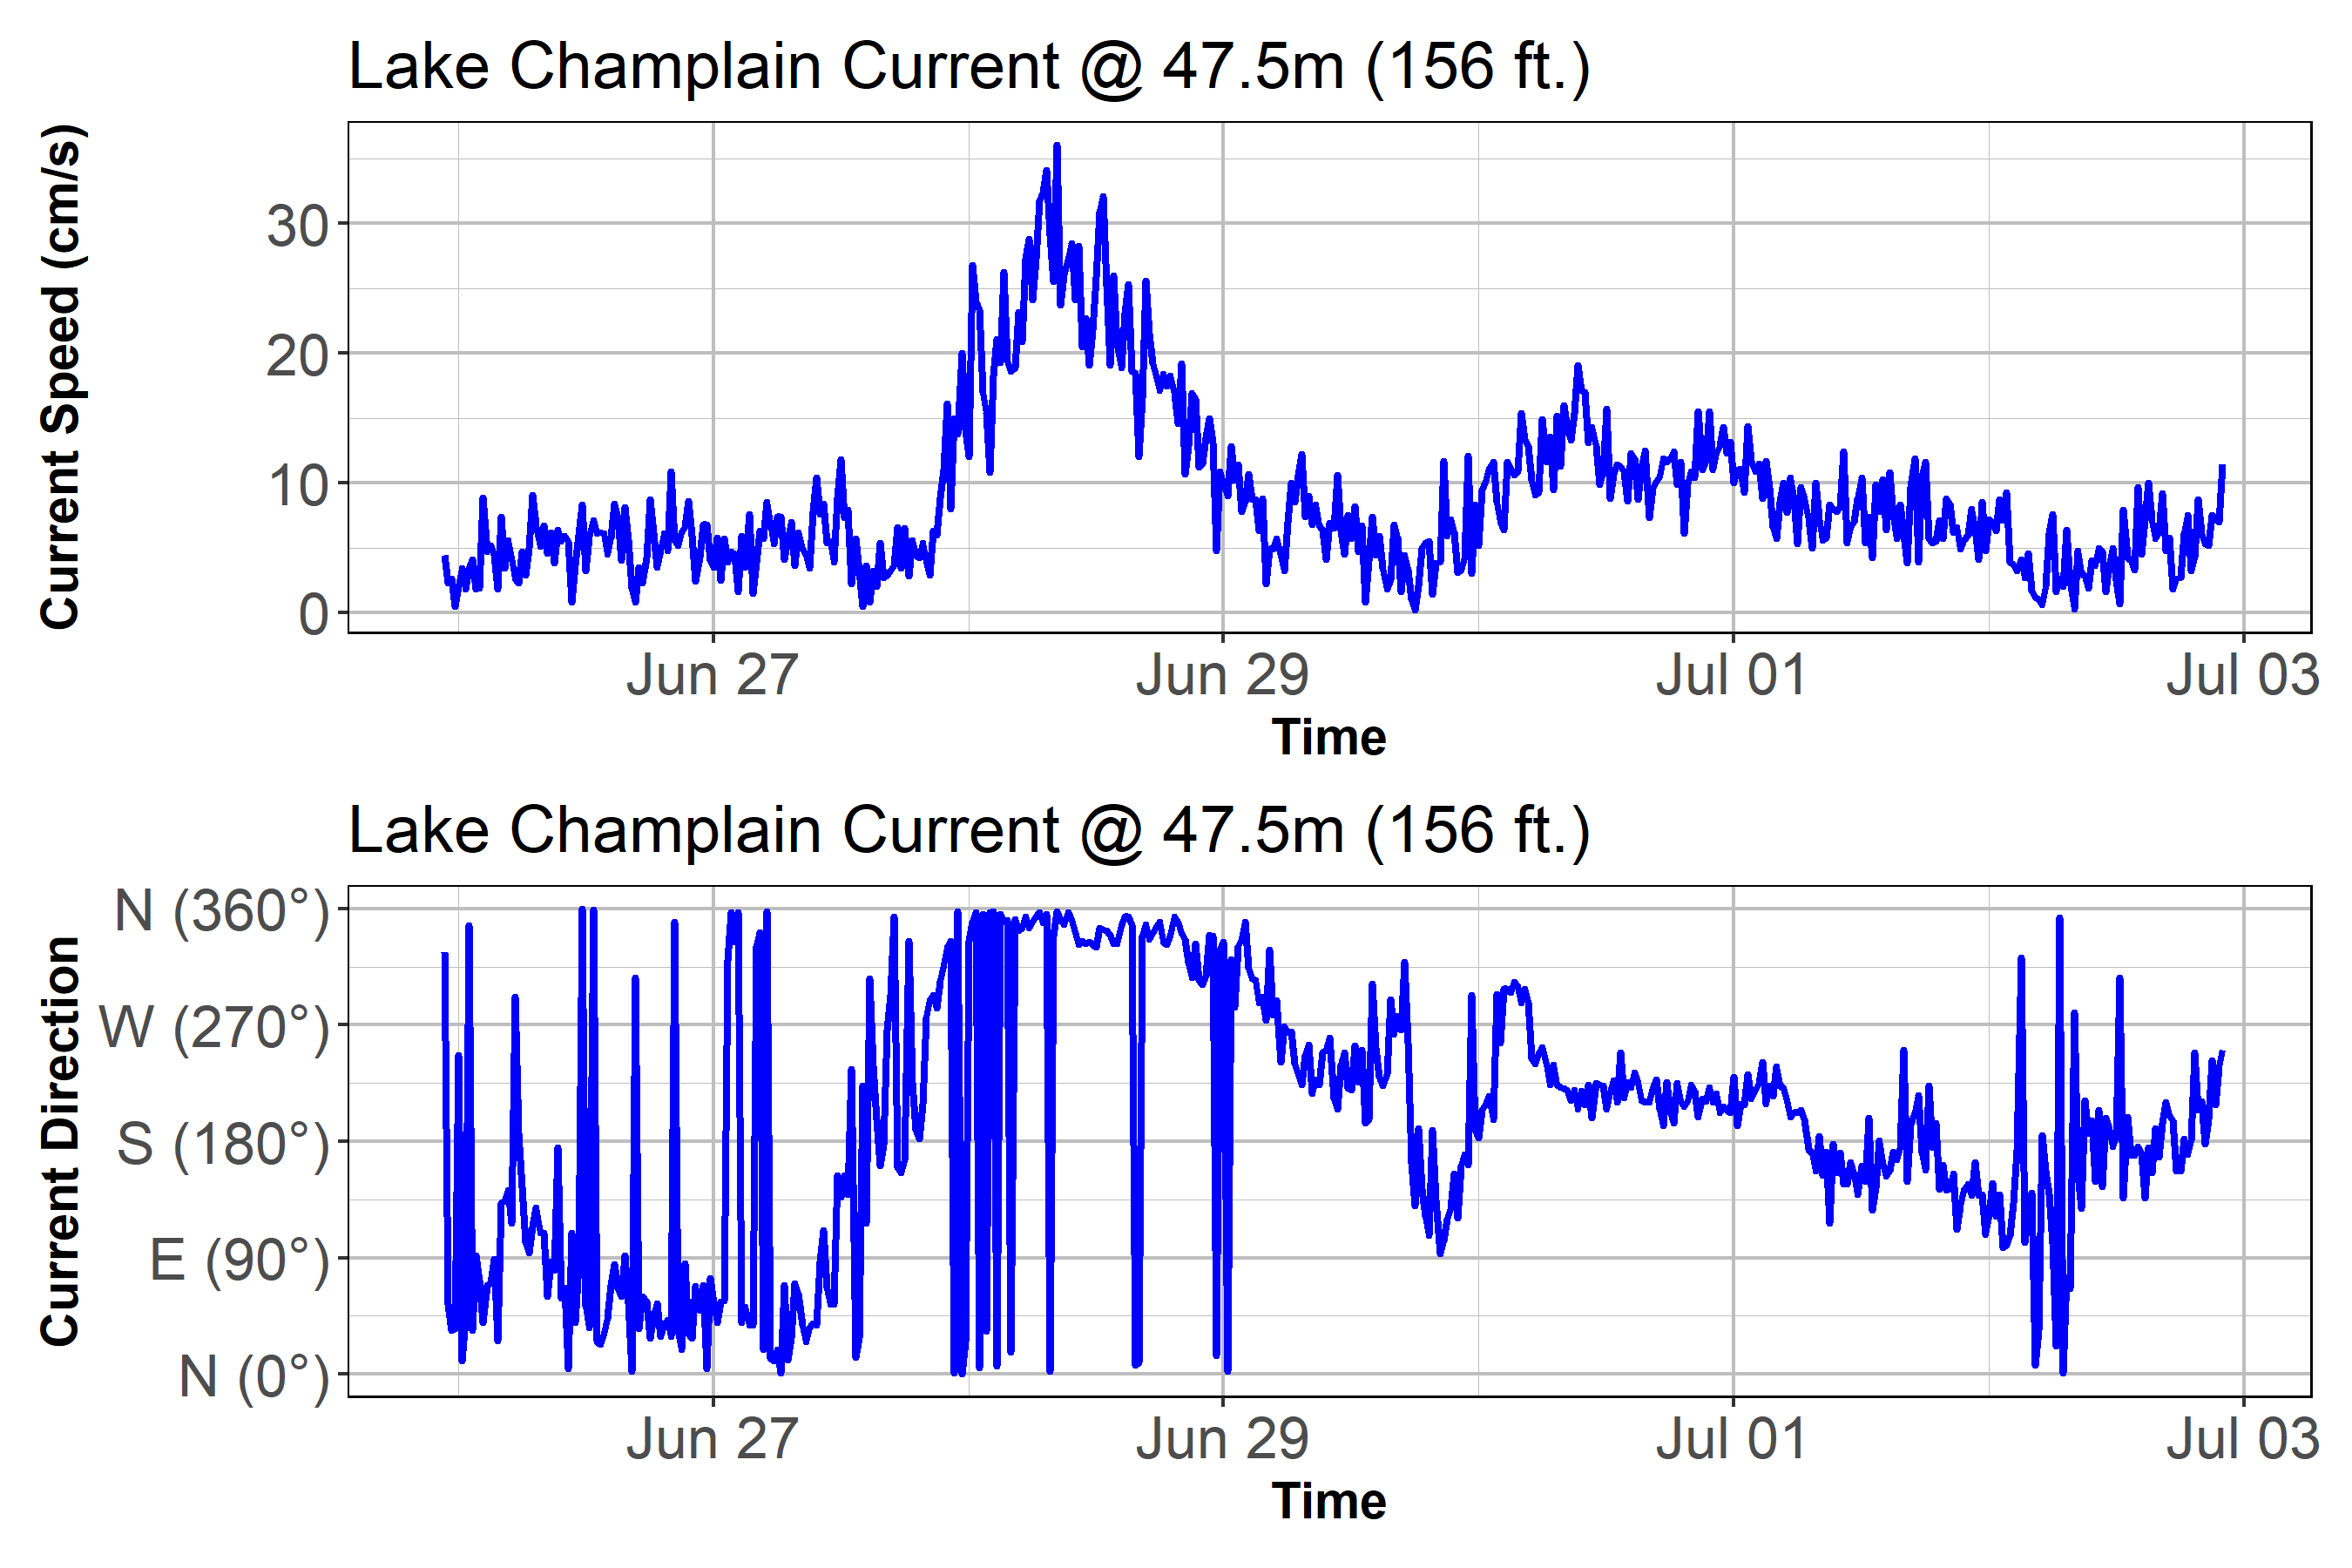 Lake Champlain Current @ 47.5m (156 ft.)
Current Speed (cm/s)
30
20
10
0
Jun 27 Jun 29 Jul 01 Jul 03
Time
Lake Champlain Current @ 47.5m (156 ft.)
Current Direction
N (360°)
W (270°)
S (180°)
E (90°)
N (0°)
Jun 27 Jun 29 Jul 01 Jul 03
Time